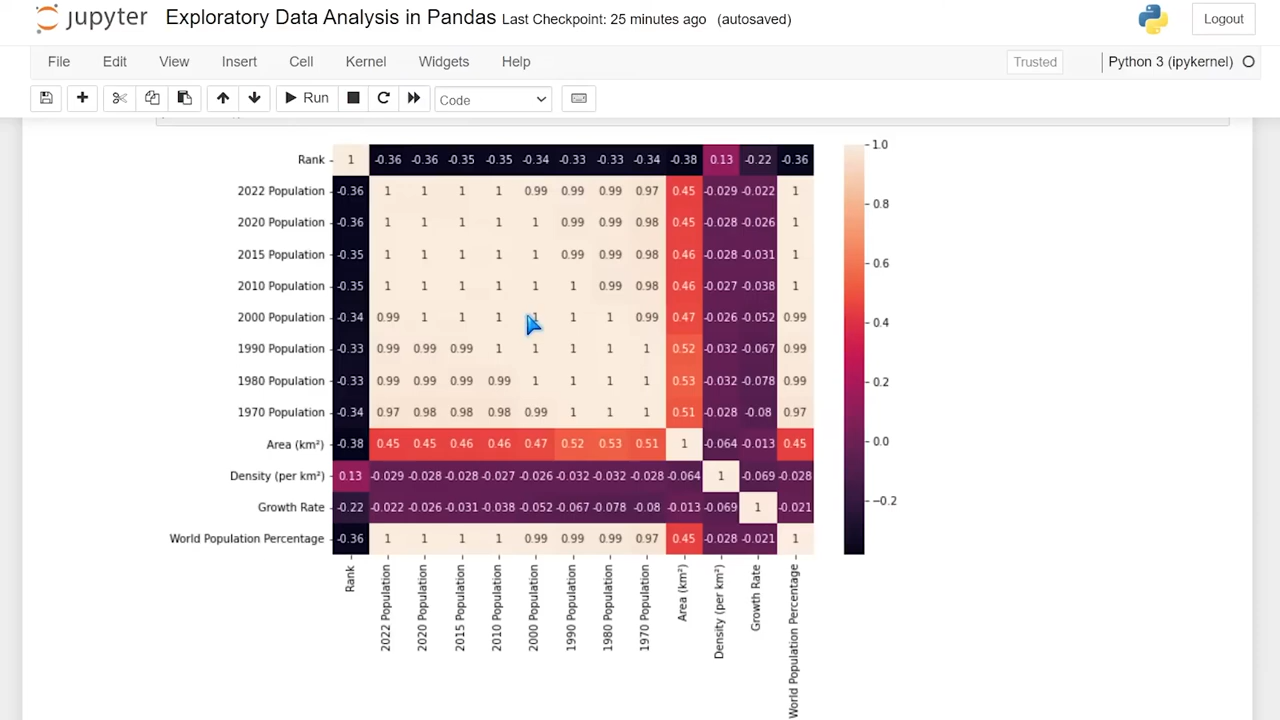 jupyter Exploratory Data Analysis in Pandas Last Checkpoint: 25 minutes ago (autosaved) Logout
File Edit View Insert Cell Kernel Widgets Help Trusted Python 3 (ipykernel)
Run Code
Rank 1 -0.36 -0.36 -0.35 -0.35 -0.34 -0.33 -0.33 -0.34 -0.38 0.13 -0.22 -0.36
2022 Population -0.36 1 1 1 1 0.99 0.99 0.99 0.97 0.45 -0.029 -0.022 1
2020 Population -0.36 1 1 1 1 1 0.99 0.99 0.98 0.45 -0.028 -0.026 1
2015 Population -0.35 1 1 1 1 1 0.99 0.99 0.98 0.46 -0.028 -0.031 1
2010 Population -0.35 1 1 1 1 1 1 0.99 0.98 0.46 -0.027 -0.038 1
2000 Population -0.34 0.99 1 1 1 1 1 1 0.99 0.47 -0.026 -0.052 0.99
1990 Population -0.33 0.99 0.99 0.99 1 1 1 1 1 0.52 -0.032 -0.067 0.99
1980 Population -0.33 0.99 0.99 0.99 0.99 1 1 1 1 0.53 -0.032 -0.078 0.99
1970 Population -0.34 0.97 0.98 0.98 0.98 0.99 1 1 1 0.51 -0.028 -0.08 0.97
Area (km²) -0.38 0.45 0.45 0.46 0.46 0.47 0.52 0.53 0.51 1 -0.064 -0.013 0.45
Density (per km²) 0.13 -0.029 -0.028 -0.028 -0.027 -0.026 -0.032 -0.032 -0.028 -0.064 1 -0.069 -0.028
Growth Rate -0.22 -0.022 -0.026 -0.031 -0.038 -0.052 -0.067 -0.078 -0.08 -0.013 -0.069 1 -0.021
World Population Percentage -0.36 1 1 1 1 0.99 0.99 0.99 0.97 0.45 -0.028 -0.021 1
Rank
2022 Population
2020 Population
2015 Population
2010 Population
2000 Population
1990 Population
1980 Population
1970 Population
Area (km²)
Density (per km²)
Growth Rate
World Population Percentage
1.0
0.8
0.6
0.4
0.2
0.0
−0.2